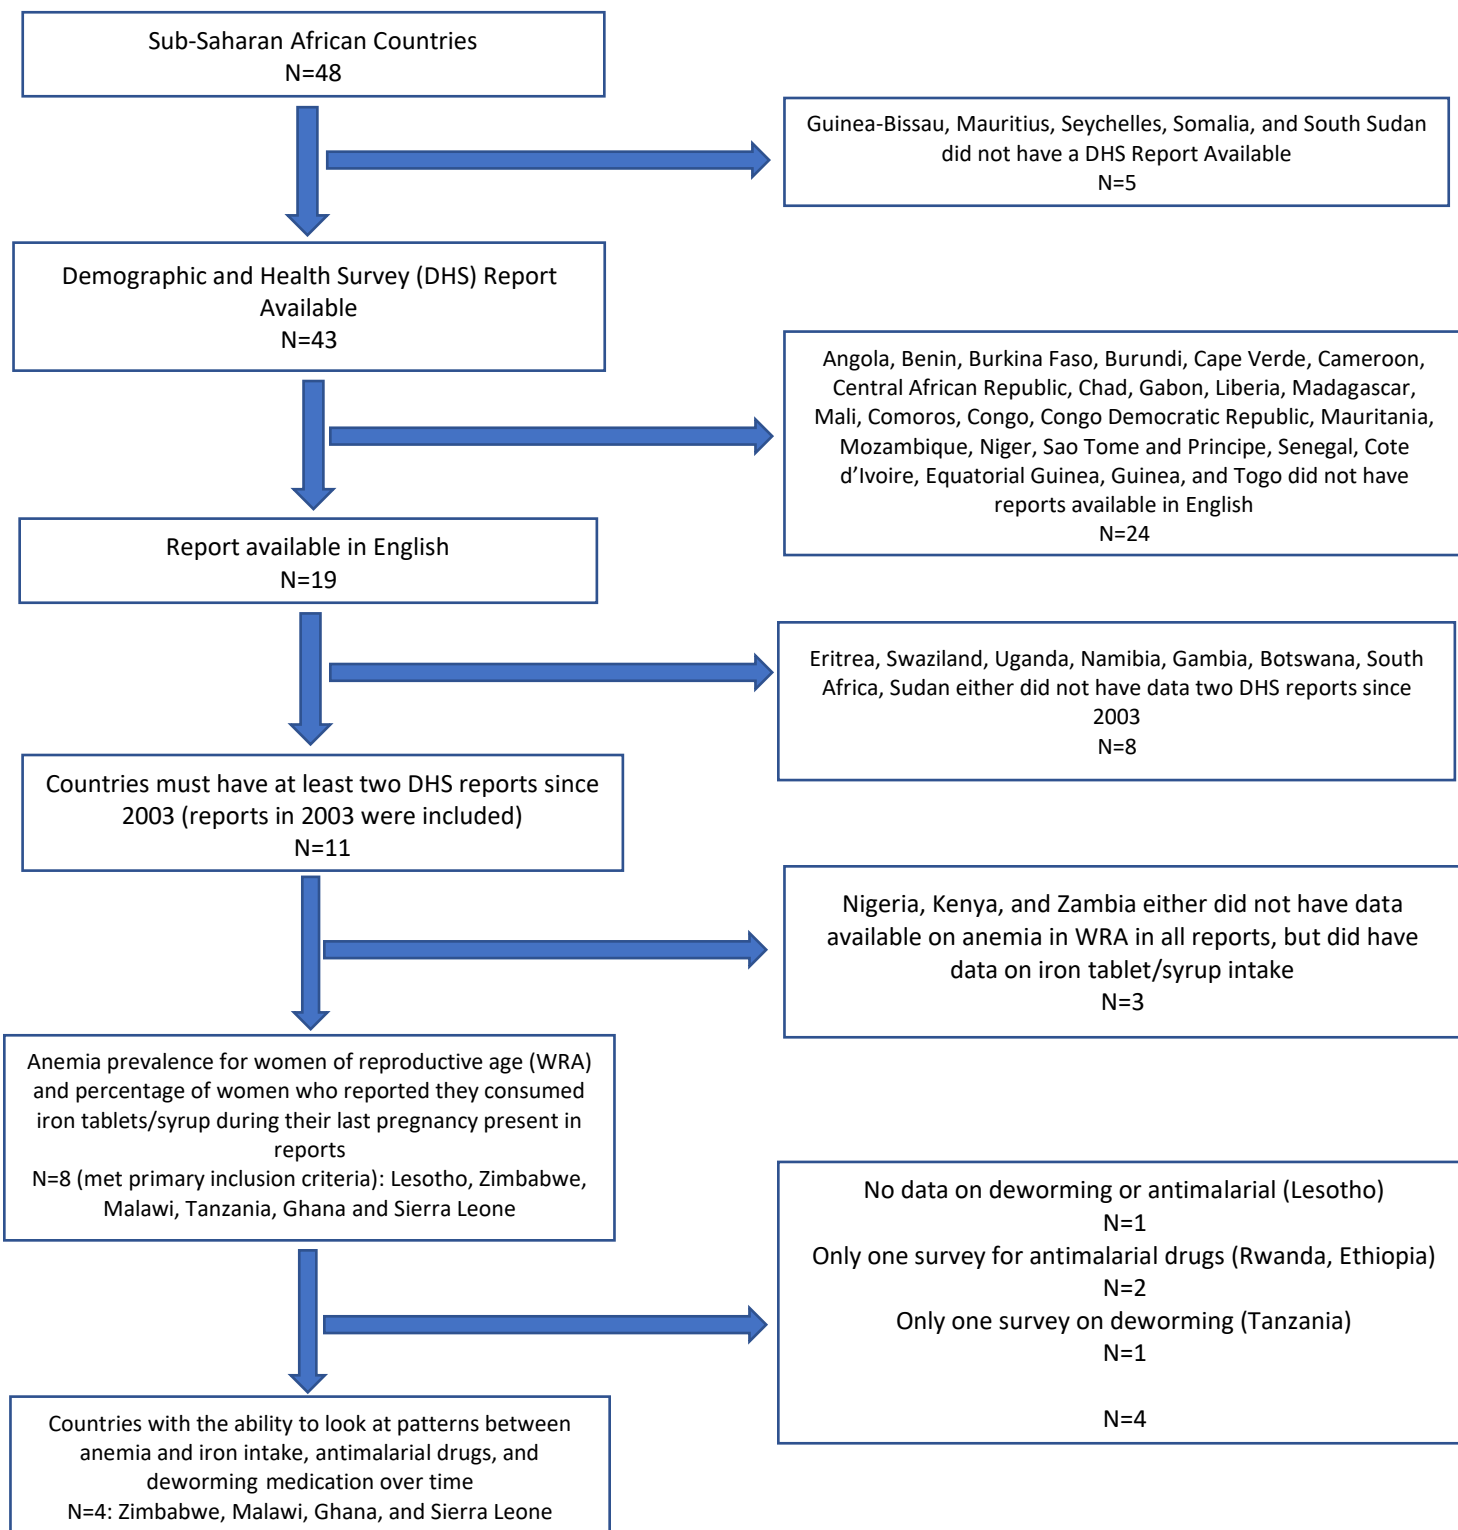 Sub-Saharan African Countries
N=48
Guinea-Bissau, Mauritius, Seychelles, Somalia, and South Sudan
did not have a DHS Report Available
N=5
Demographic and Health Survey (DHS) Report
Available
N=43
Angola, Benin, Burkina Faso, Burundi, Cape Verde, Cameroon,
Central African Republic, Chad, Gabon, Liberia, Madagascar,
Mali, Comoros, Congo, Congo Democratic Republic, Mauritania,
Mozambique, Niger, Sao Tome and Principe, Senegal, Cote
d’Ivoire, Equatorial Guinea, Guinea, and Togo did not have
reports available in English
N=24
Report available in English
N=19
Eritrea, Swaziland, Uganda, Namibia, Gambia, Botswana, South
Africa, Sudan either did not have data two DHS reports since
2003
N=8
Countries must have at least two DHS reports since
2003 (reports in 2003 were included)
N=11
Nigeria, Kenya, and Zambia either did not have data
available on anemia in WRA in all reports, but did have
data on iron tablet/syrup intake
N=3
Anemia prevalence for women of reproductive age (WRA)
and percentage of women who reported they consumed
iron tablets/syrup during their last pregnancy present in
reports
N=8 (met primary inclusion criteria): Lesotho, Zimbabwe,
Malawi, Tanzania, Ghana and Sierra Leone
No data on deworming or antimalarial (Lesotho)
N=1
Only one survey for antimalarial drugs (Rwanda, Ethiopia)
N=2
Only one survey on deworming (Tanzania)
N=1
N=4
Countries with the ability to look at patterns between
anemia and iron intake, antimalarial drugs, and
deworming medication over time
N=4: Zimbabwe, Malawi, Ghana, and Sierra Leone